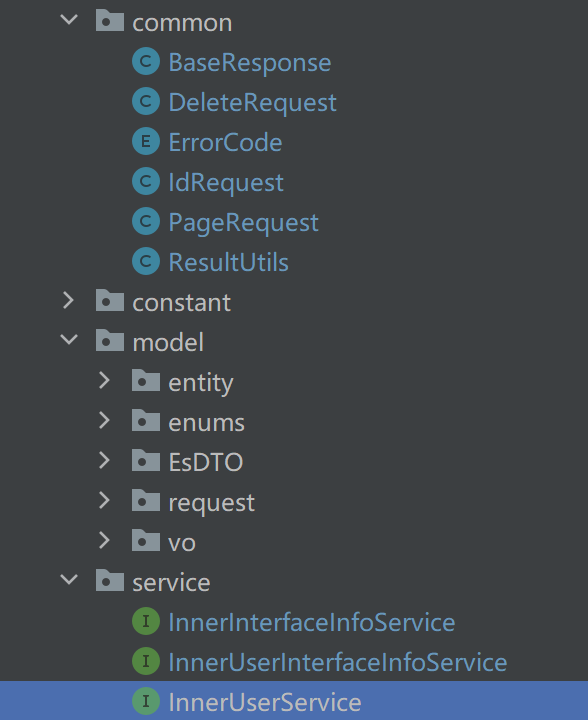 common
C BaseResponse
C DeleteRequest
E ErrorCode
C IdRequest
C PageRequest
C ResultUtils
constant
model
entity
enums
EsDTO
request
vo
service
I InnerInterfaceInfoService
I InnerUserInterfaceInfoService
I InnerUserService